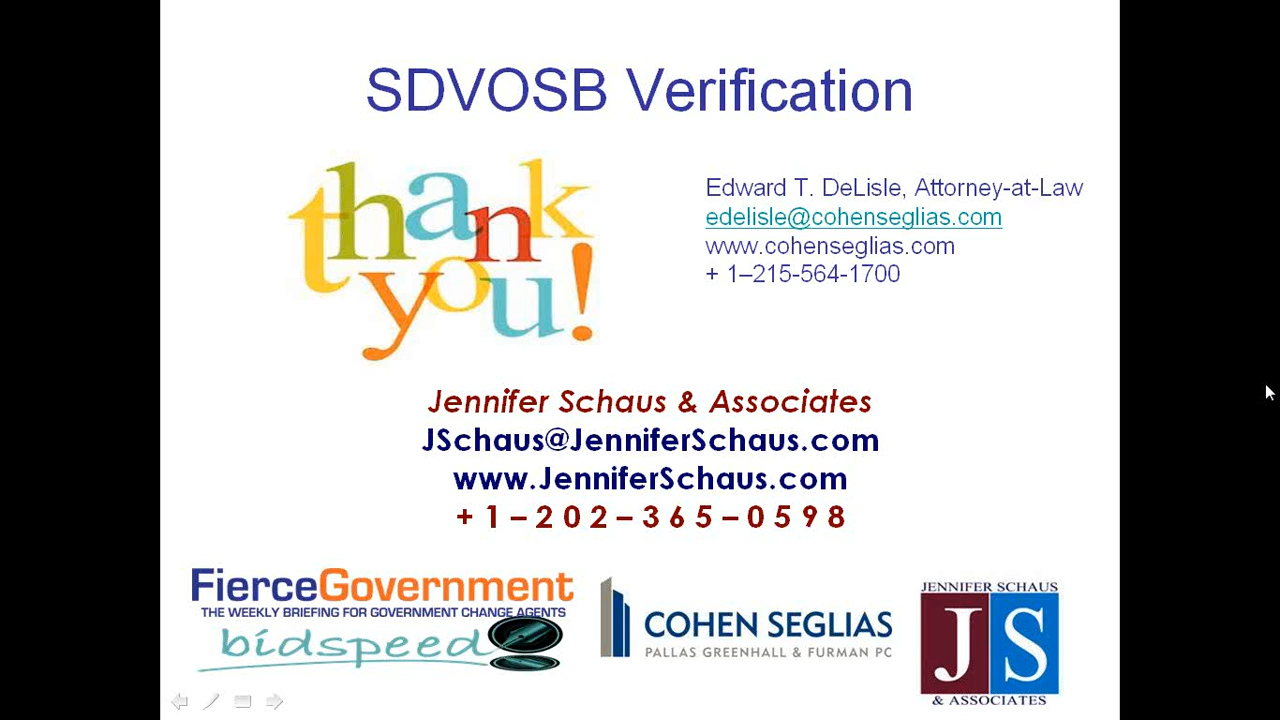 SDVOSB Verification
thank
you!
Edward T. DeLisle, Attorney-at-Law
edelisle@cohenseglias.com
www.cohenseglias.com
+ 1–215-564-1700
Jennifer Schaus & Associates
JSchaus@JenniferSchaus.com
www.JenniferSchaus.com
+ 1 – 2 0 2 – 3 6 5 – 0 5 9 8
FierceGovernment
THE WEEKLY BRIEFING FOR GOVERNMENT CHANGE AGENTS
bidspeed
COHEN SEGLIAS
PALLAS GREENHALL & FURMAN PC
JENNIFER SCHAUS
JS
& ASSOCIATES